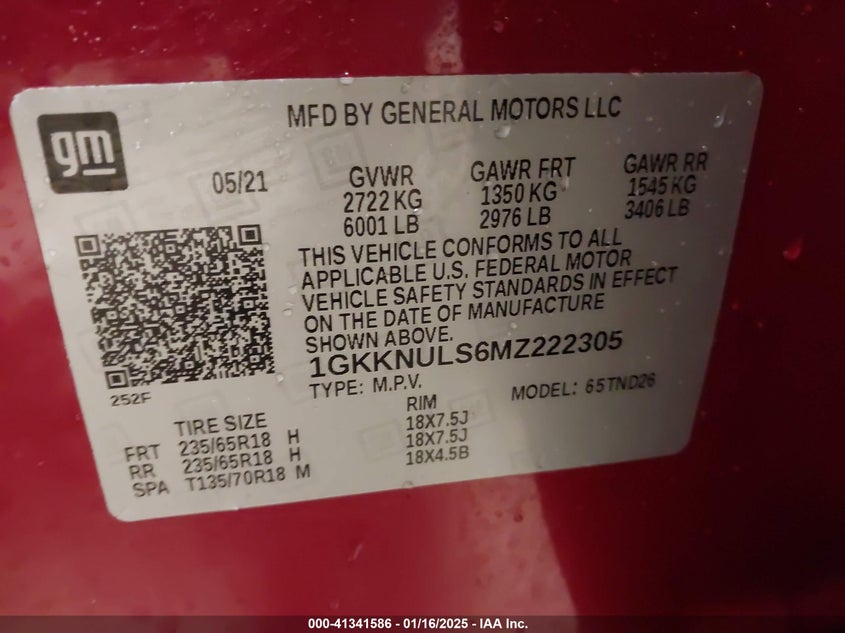 MFD BY GENERAL MOTORS LLC
gm
05/21
GVWR
2722 KG
6001 LB
GAWR FRT
1350 KG
2976 LB
GAWR RR
1545 KG
3406 LB
THIS VEHICLE CONFORMS TO ALL
APPLICABLE U.S. FEDERAL MOTOR
VEHICLE SAFETY STANDARDS IN EFFECT
ON THE DATE OF MANUFACTURE
SHOWN ABOVE.
1GKKNULS6MZ222305
TYPE: M.P.V.
MODEL: 65TND26
252F
TIRE SIZE RIM
FRT 235/65R18 H 18X7.5J
RR 235/65R18 H 18X7.5J
SPA T135/70R18 M 18X4.5B
000-41341586 - 01/16/2025 - IAA Inc.